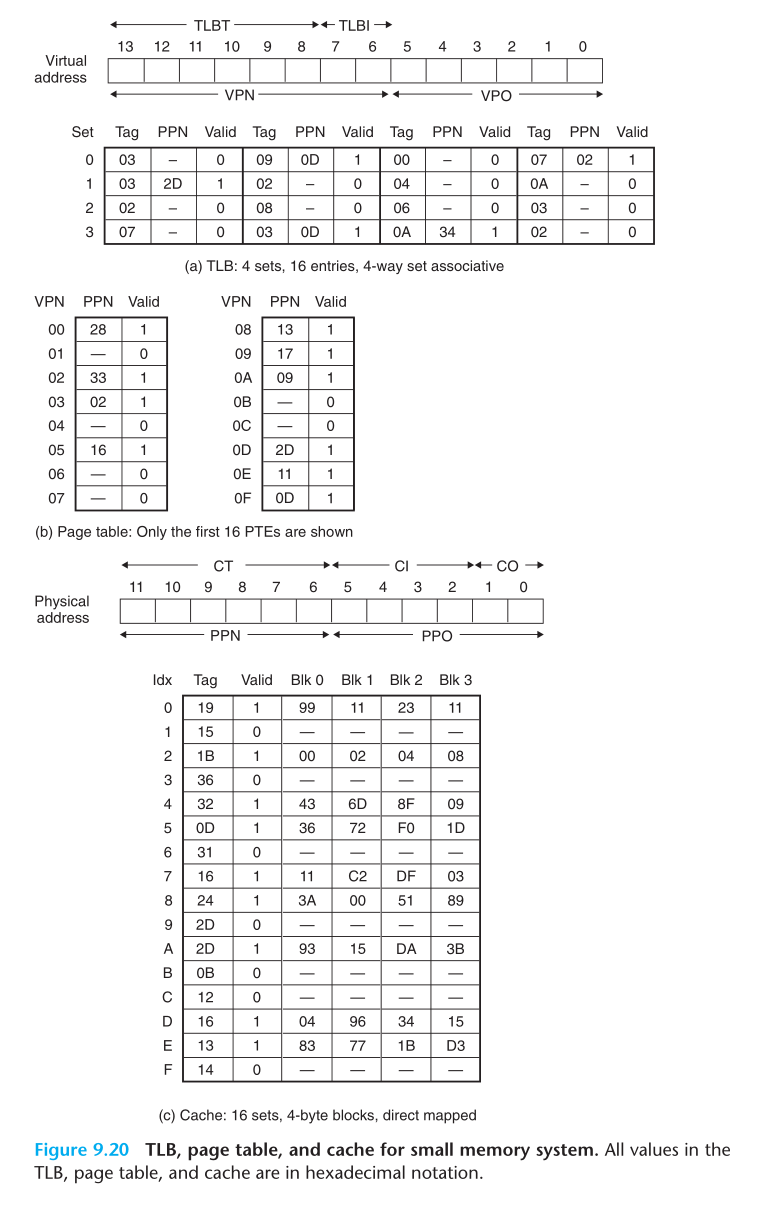 TLBT TLBI
13 12 11 10 9 8 7 6 5 4 3 2 1 0
Virtual
address
VPN VPO
Set Tag PPN Valid Tag PPN Valid Tag PPN Valid Tag PPN Valid
0 03 – 0 09 0D 1 00 – 0 07 02 1
1 03 2D 1 02 – 0 04 – 0 0A – 0
2 02 – 0 08 – 0 06 – 0 03 – 0
3 07 – 0 03 0D 1 0A 34 1 02 – 0
(a) TLB: 4 sets, 16 entries, 4-way set associative
VPN PPN Valid VPN PPN Valid
00 28 1 08 13 1
01 — 0 09 17 1
02 33 1 0A 09 1
03 02 1 0B — 0
04 — 0 0C — 0
05 16 1 0D 2D 1
06 — 0 0E 11 1
07 — 0 0F 0D 1
(b) Page table: Only the first 16 PTEs are shown
CT CI CO
11 10 9 8 7 6 5 4 3 2 1 0
Physical
address
PPN PPO
Idx Tag Valid Blk 0 Blk 1 Blk 2 Blk 3
0 19 1 99 11 23 11
1 15 0 — — — —
2 1B 1 00 02 04 08
3 36 0 — — — —
4 32 1 43 6D 8F 09
5 0D 1 36 72 F0 1D
6 31 0 — — — —
7 16 1 11 C2 DF 03
8 24 1 3A 00 51 89
9 2D 0 — — — —
A 2D 1 93 15 DA 3B
B 0B 0 — — — —
C 12 0 — — — —
D 16 1 04 96 34 15
E 13 1 83 77 1B D3
F 14 0 — — — —
(c) Cache: 16 sets, 4-byte blocks, direct mapped
Figure 9.20 TLB, page table, and cache for small memory system. All values in the
TLB, page table, and cache are in hexadecimal notation.